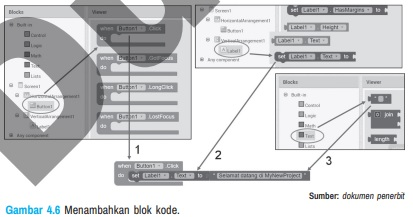 Blocks
Viewer
Built-in
Control
Logic
Math
Text
Lists
Screen1
HorizontalArrangement1
Button1
VerticalArrangement1
Any component
when Button1 .Click
do
when Button1 .GotFocus
do
when Button1 .LongClick
do
when Button1 .LostFocus
do
Screen1
HorizontalArrangement1
Button1
VerticalArrangement1
Label1
Any component
set Label1 . HasMargins to
Label1 . Height
Label1 . Text
set Label1 . Text to
Blocks
Viewer
Built-in
Control
Logic
Math
Text
Lists
join
length
1
2
3
when Button1 .Click
do set Label1 . Text to " Selamat datang di MyNewProject "
Sumber: dokumen penerbit
Gambar 4.6 Menambahkan blok kode.